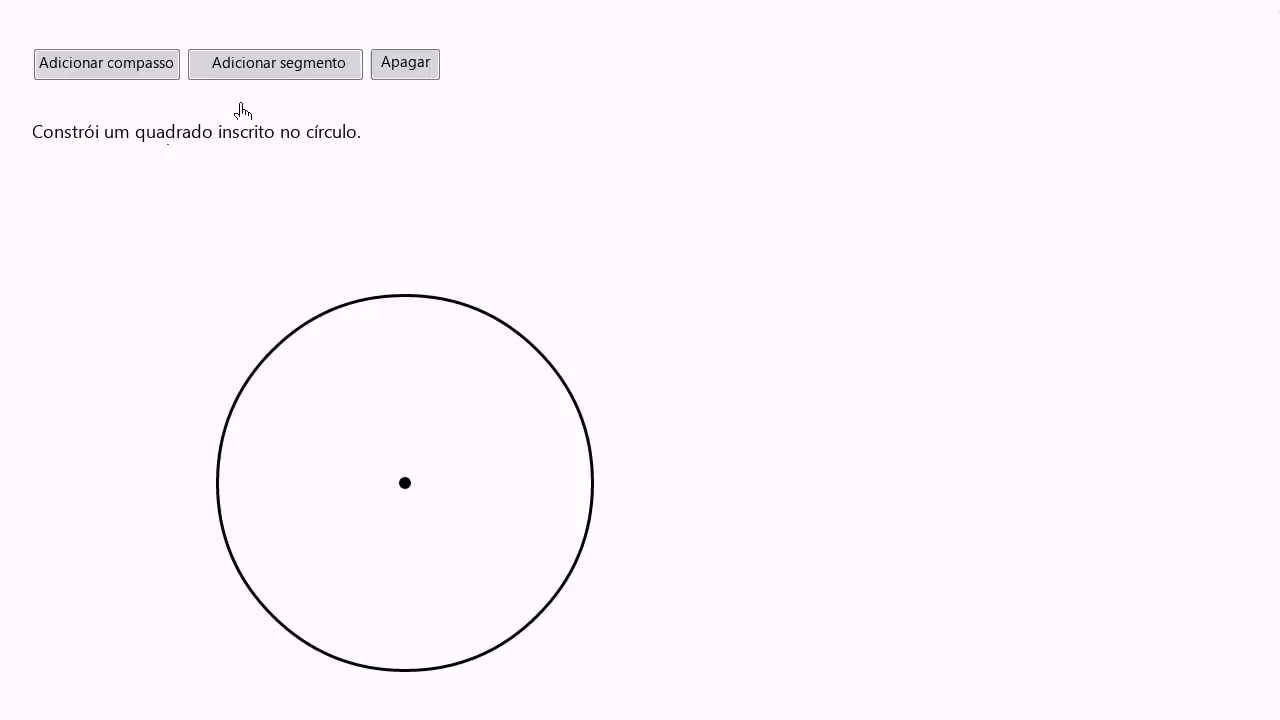 Adicionar compasso Adicionar segmento Apagar
Constrói um quadrado inscrito no círculo.